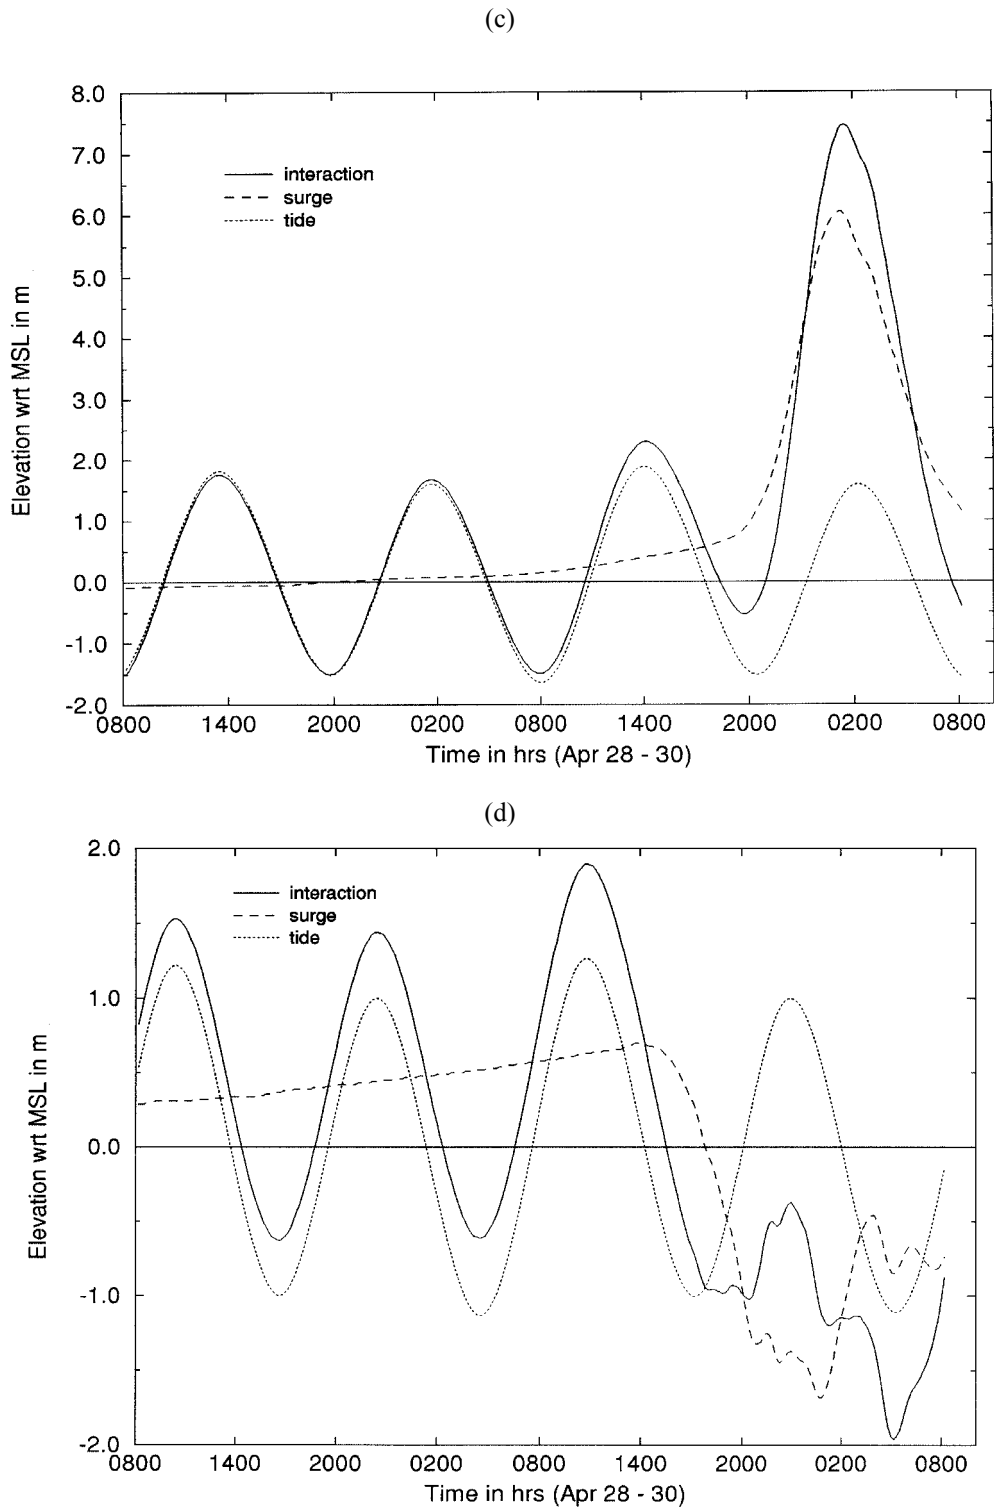 (c)
8.0
7.0
6.0
5.0
4.0
3.0
2.0
1.0
0.0
-1.0
-2.0
Elevation wrt MSL in m
interaction
surge
tide
0800 1400 2000 0200 0800 1400 2000 0200 0800
Time in hrs (Apr 28 - 30)
(d)
2.0
1.0
0.0
-1.0
-2.0
Elevation wrt MSL in m
interaction
surge
tide
0800 1400 2000 0200 0800 1400 2000 0200 0800
Time in hrs (Apr 28 - 30)